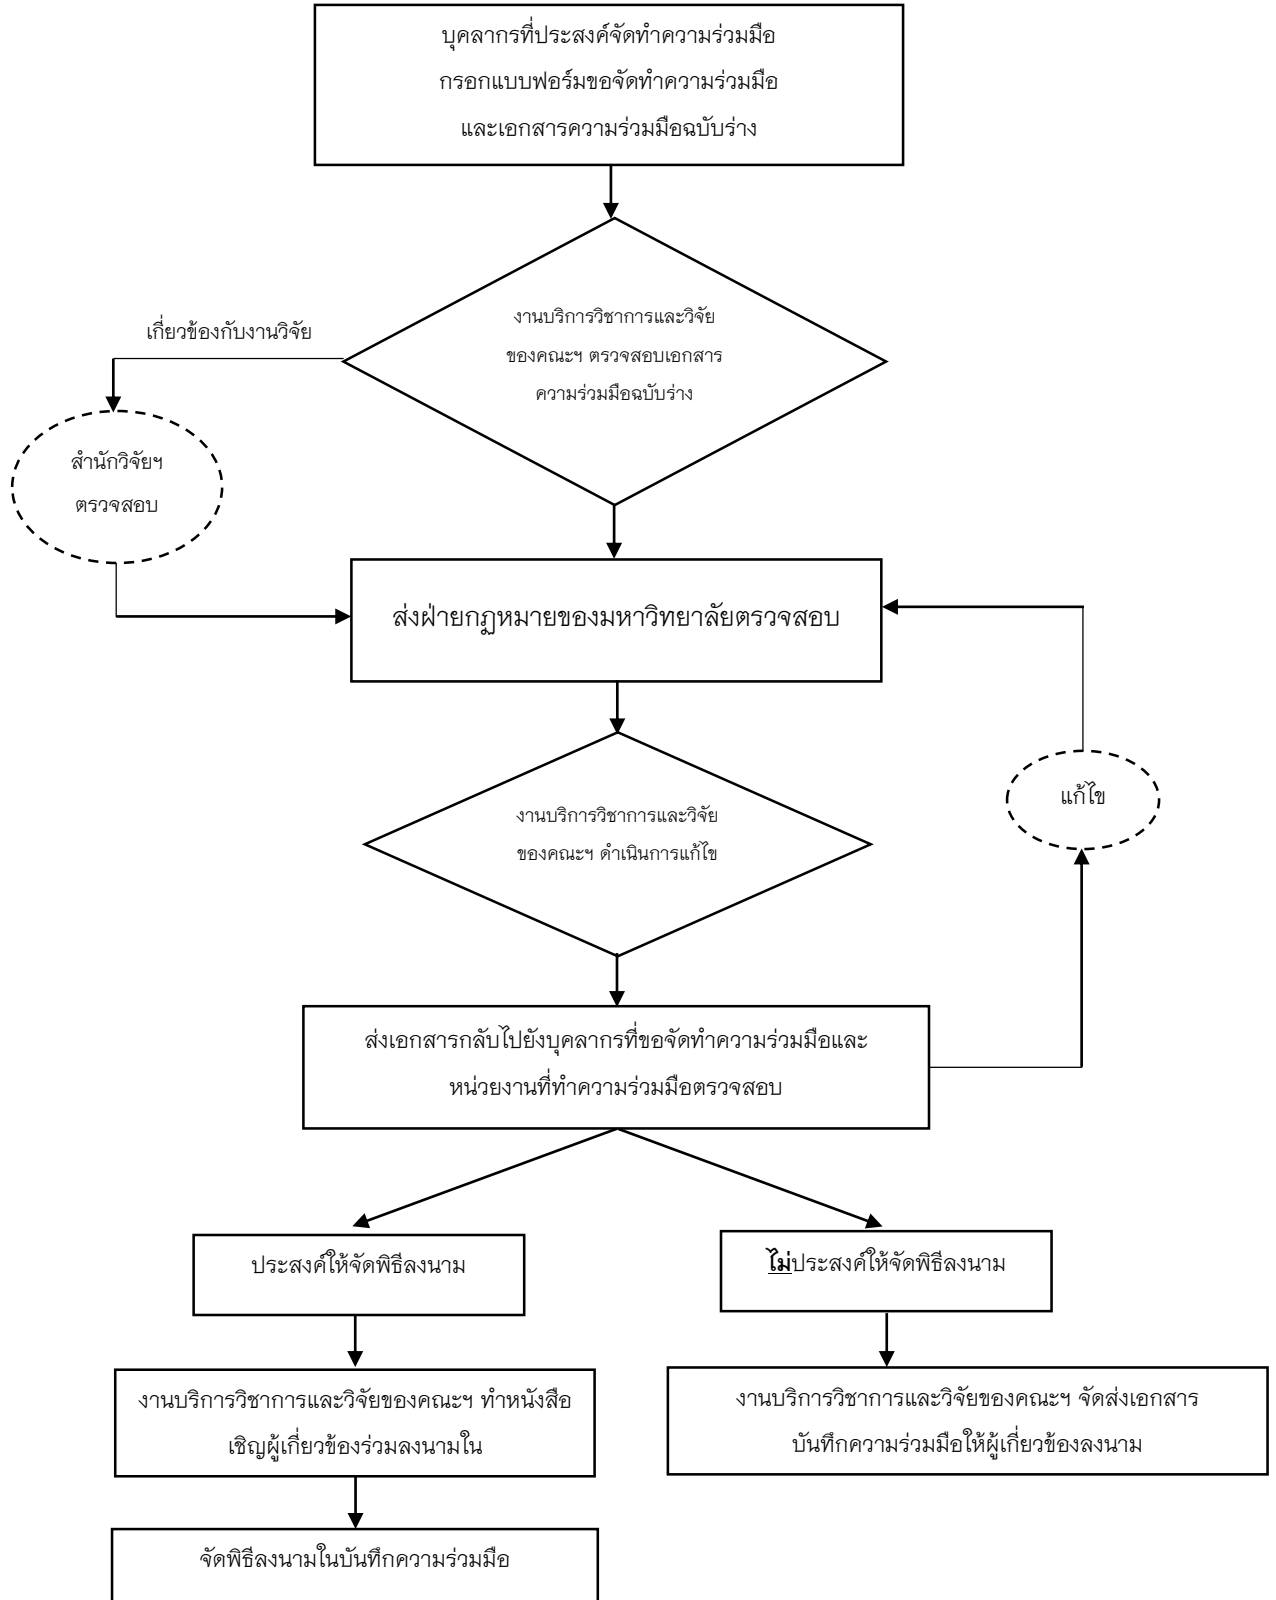 บุคลากรที่ประสงค์จัดทำความร่วมมือ
กรอกแบบฟอร์มขอจัดทำความร่วมมือ
และเอกสารความร่วมมือฉบับร่าง
งานบริการวิชาการและวิจัย
ของคณะฯ ตรวจสอบเอกสาร
ความร่วมมือฉบับร่าง
เกี่ยวข้องกับงานวิจัย
สำนักวิจัยฯ
ตรวจสอบ
ส่งฝ่ายกฎหมายของมหาวิทยาลัยตรวจสอบ
งานบริการวิชาการและวิจัย
ของคณะฯ ดำเนินการแก้ไข
แก้ไข
ส่งเอกสารกลับไปยังบุคลากรที่ขอจัดทำความร่วมมือและ
หน่วยงานที่ทำความร่วมมือตรวจสอบ
ประสงค์ให้จัดพิธีลงนาม
ไม่ประสงค์ให้จัดพิธีลงนาม
งานบริการวิชาการและวิจัยของคณะฯ ทำหนังสือ
เชิญผู้เกี่ยวข้องร่วมลงนามใน
งานบริการวิชาการและวิจัยของคณะฯ จัดส่งเอกสาร
บันทึกความร่วมมือให้ผู้เกี่ยวข้องลงนาม
จัดพิธีลงนามในบันทึกความร่วมมือ